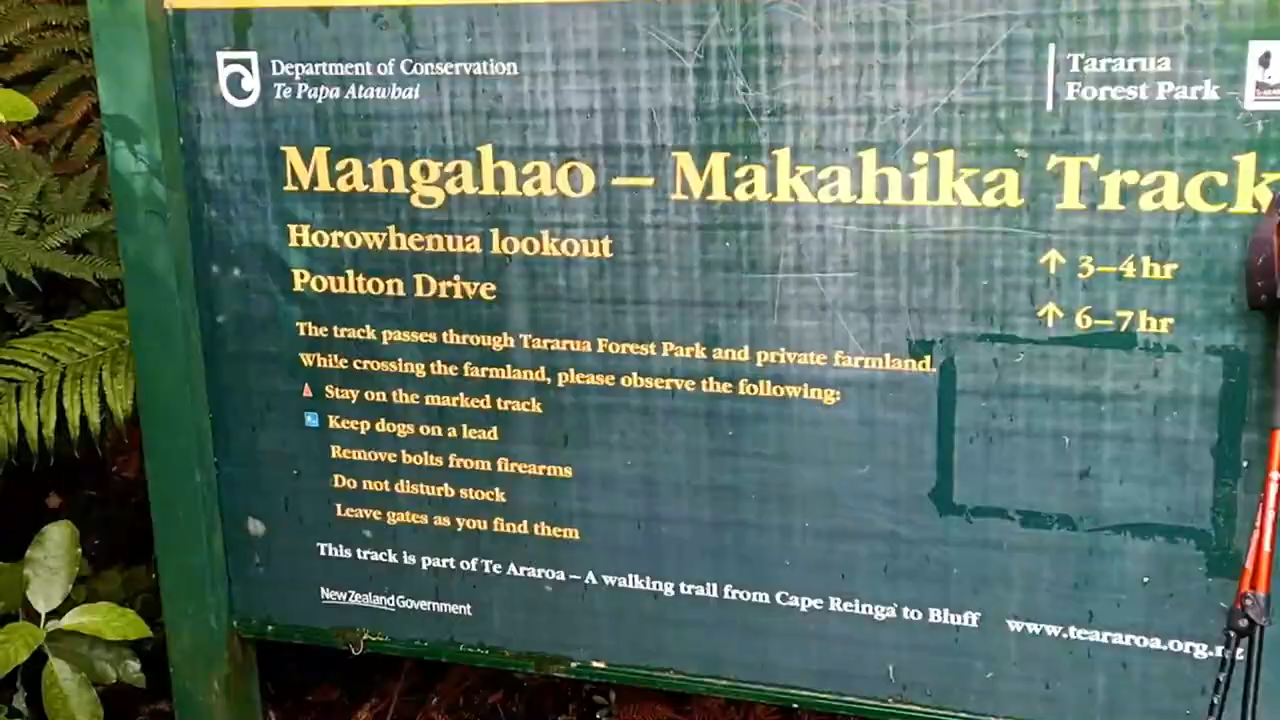 Department of Conservation
Te Papa Atawhai
Tararua
Forest Park
Mangahao – Makahika Track
Horowhenua lookout ↑ 3–4 hr
Poulton Drive ↑ 6–7 hr
The track passes through Tararua Forest Park and private farmland.
While crossing the farmland, please observe the following:
Stay on the marked track
Keep dogs on a lead
Remove bolts from firearms
Do not disturb stock
Leave gates as you find them
This track is part of Te Araroa – A walking trail from Cape Reinga to Bluff www.teararoa.org.nz
New Zealand Government